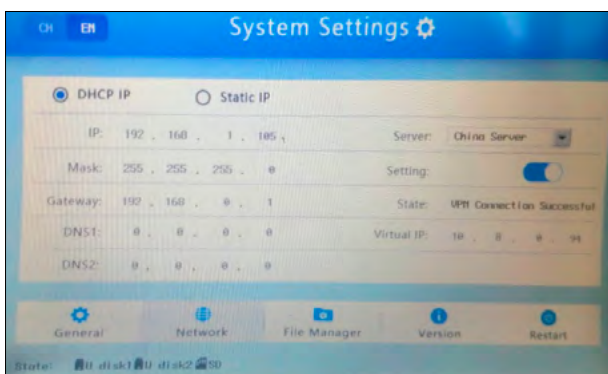 CH EN System Settings
DHCP IP Static IP
IP: 192 . 168 . 1 . 105 . Server: China Server
Mask: 255 . 255 . 255 . 0 Setting:
Gateway: 192 . 168 . 0 . 1 State: VPN Connection Successful
DNS1: 0 . 0 . 0 . 0 Virtual IP: 10 . 8 . 0 .
DNS2: 0 . 0 . 0 . 0
General Network File Manager Version Restart
State: U disk1 U disk2 SD